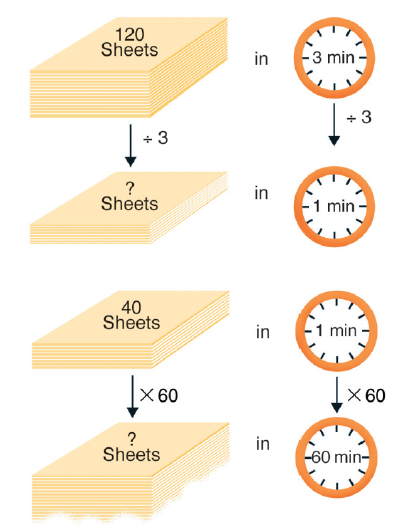 120
Sheets
in
3 min
÷ 3
÷ 3
?
Sheets
in
1 min
40
Sheets
in
1 min
× 60
× 60
?
Sheets
in
60 min